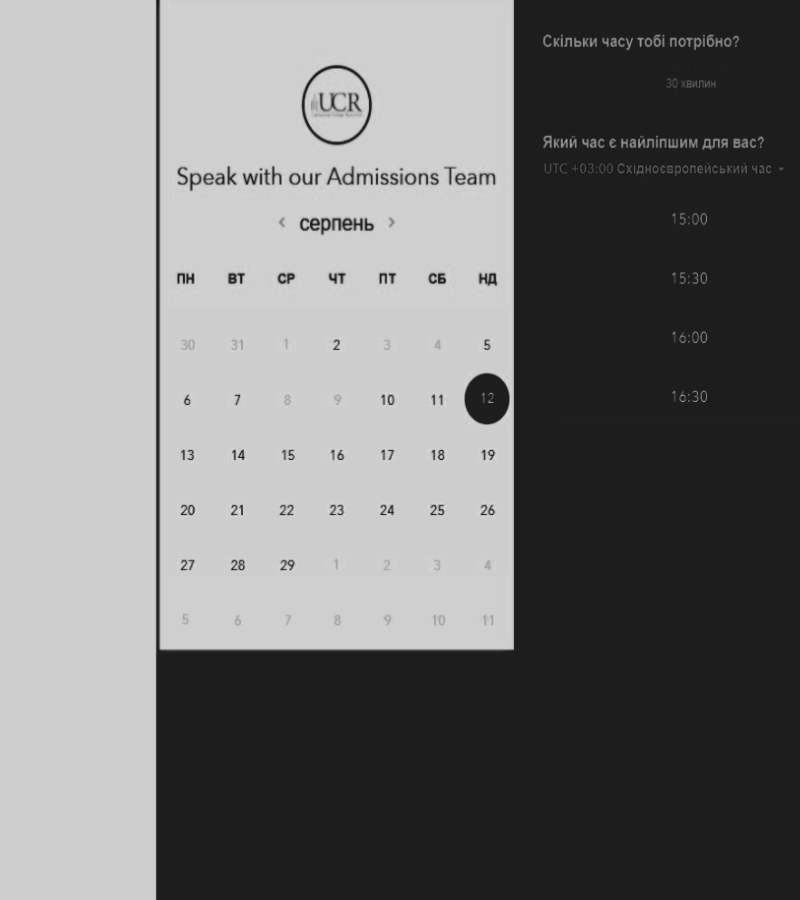 UCR
Speak with our Admissions Team
‹ серпень ›
ПН ВТ СР ЧТ ПТ СБ НД
30 31 1 2 3 4 5
6 7 8 9 10 11 12
13 14 15 16 17 18 19
20 21 22 23 24 25 26
27 28 29 1 2 3 4
5 6 7 8 9 10 11
Скільки часу тобі потрібно?
30 хвилин
Який час є найліпшим для вас?
UTC +03:00 Східноєвропейський час
15:00
15:30
16:00
16:30